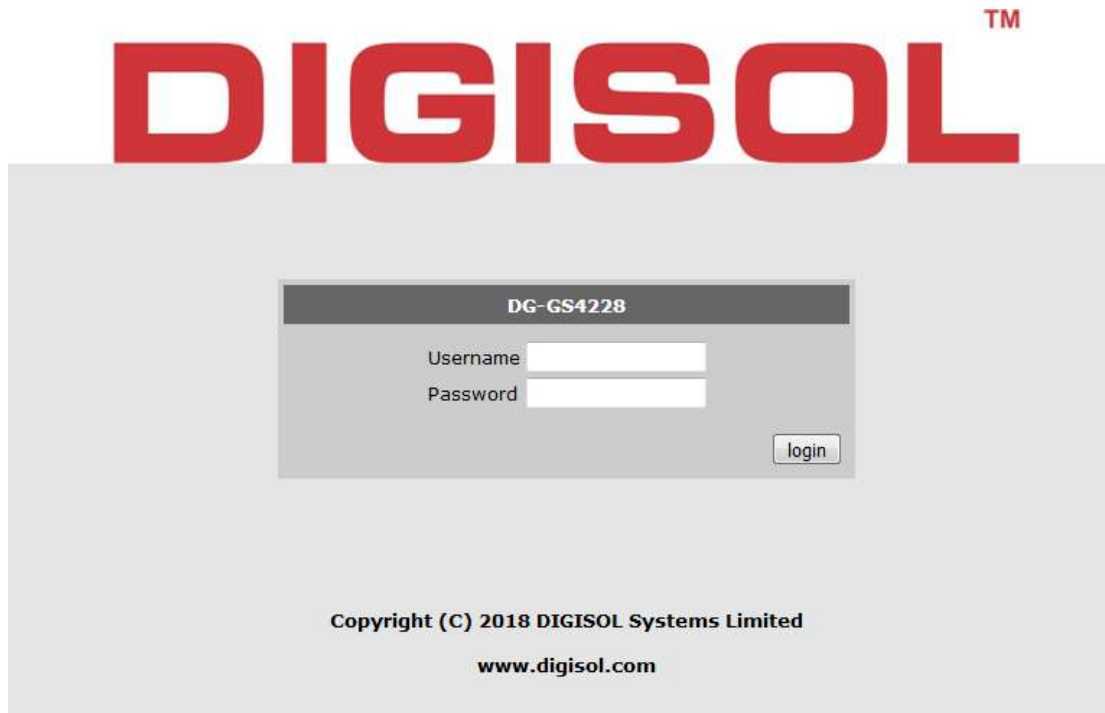 DIGISOL TM
DG-GS4228
Username
Password
login
Copyright (C) 2018 DIGISOL Systems Limited
www.digisol.com